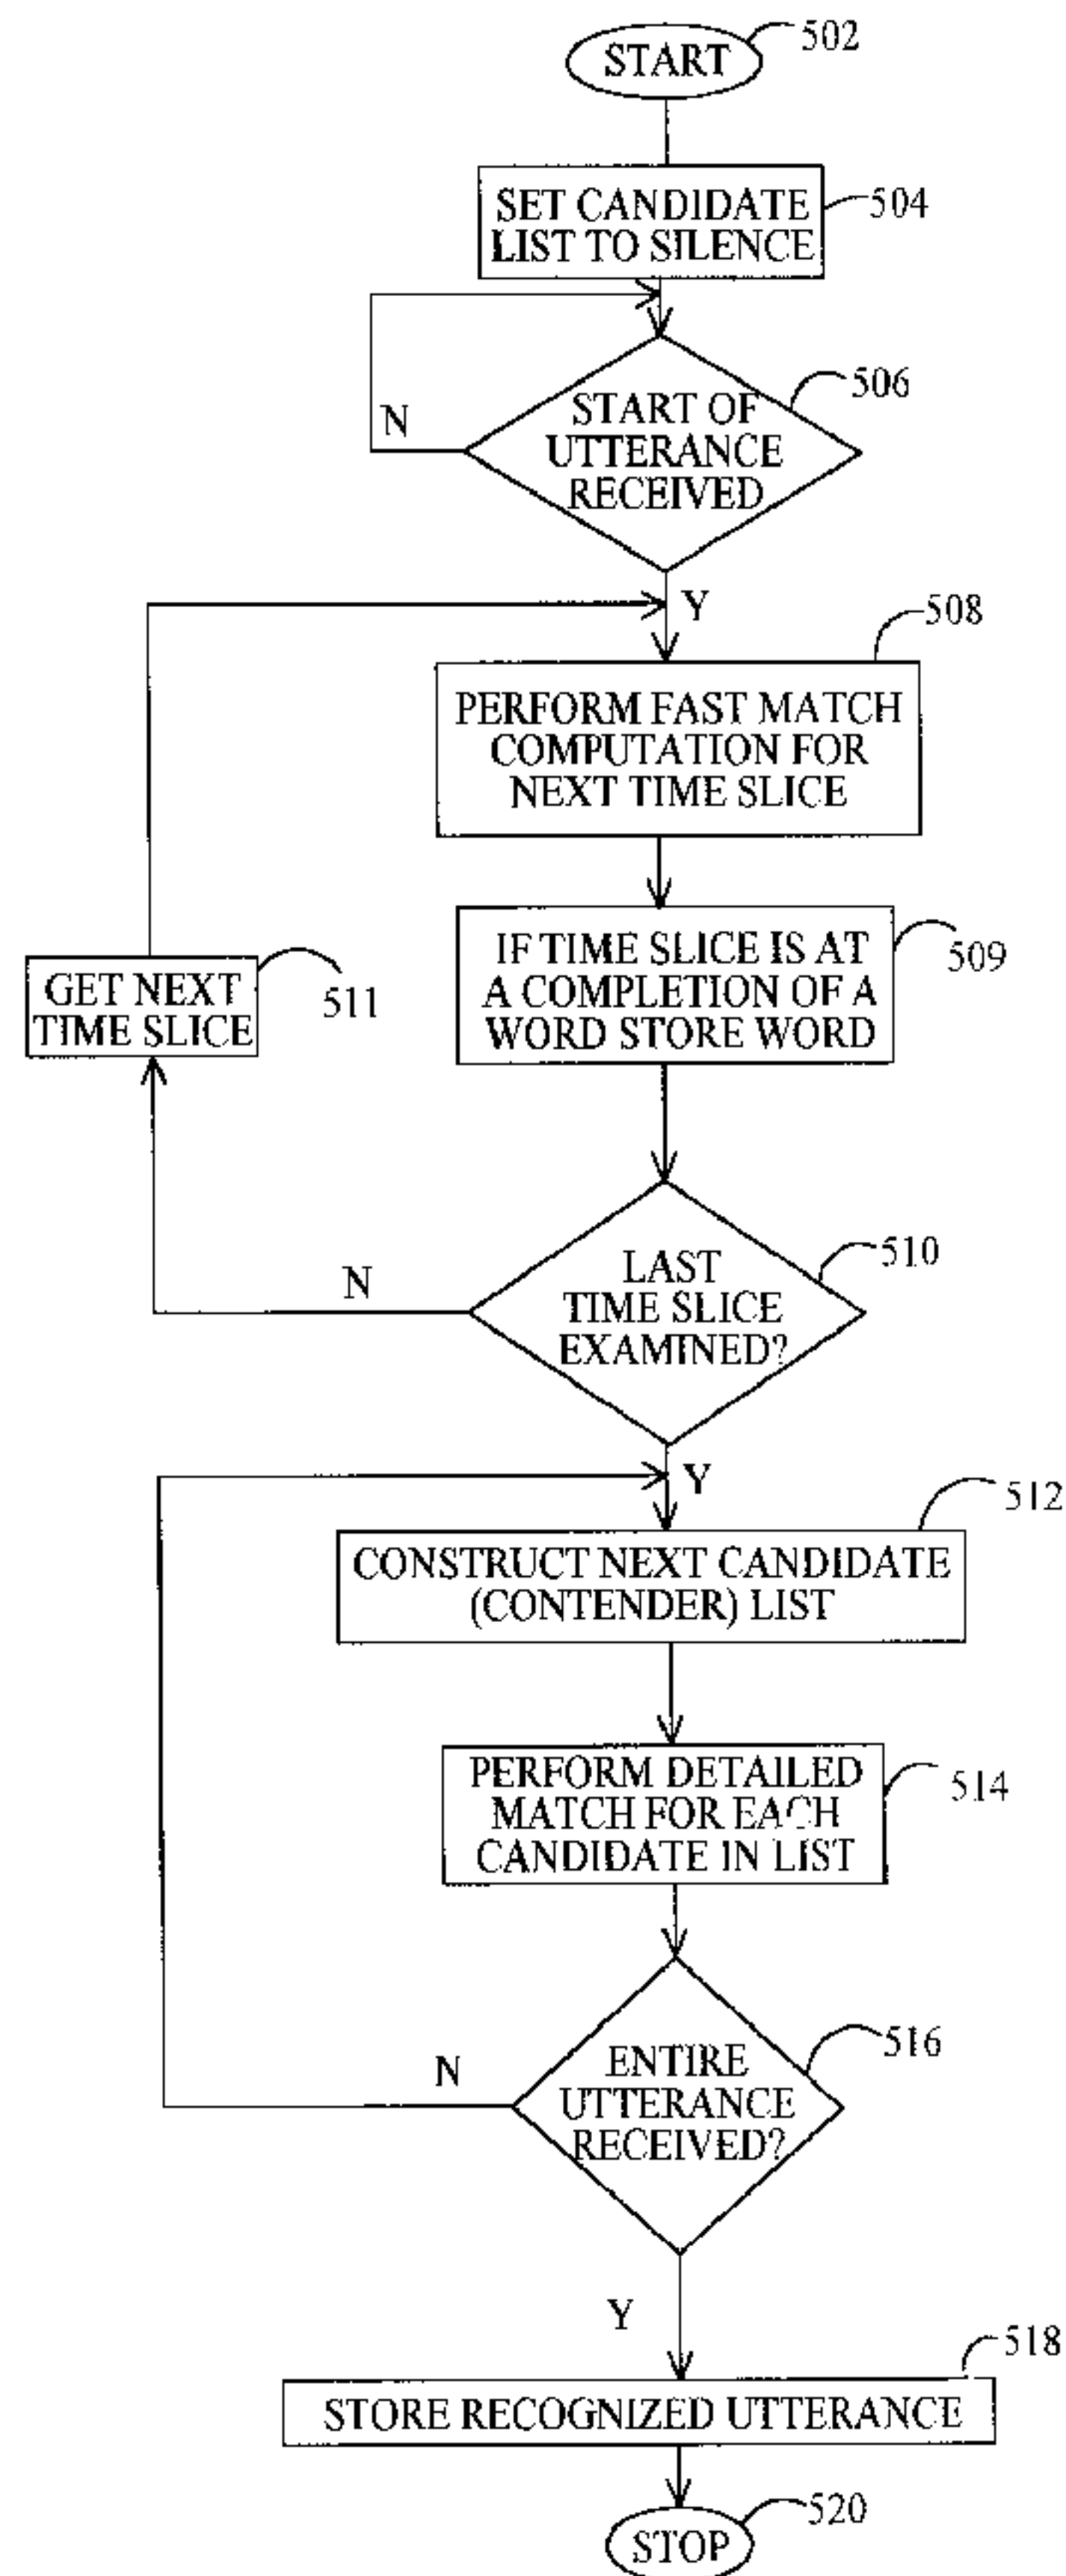 START
502
SET CANDIDATE
LIST TO SILENCE
504
START OF
UTTERANCE
RECEIVED
506
N
Y
508
PERFORM FAST MATCH
COMPUTATION FOR
NEXT TIME SLICE
IF TIME SLICE IS AT
A COMPLETION OF A
WORD STORE WORD
509
GET NEXT
TIME SLICE
511
LAST
TIME SLICE
EXAMINED?
510
N
Y
512
CONSTRUCT NEXT CANDIDATE
(CONTENDER) LIST
PERFORM DETAILED
MATCH FOR EACH
CANDIDATE IN LIST
514
ENTIRE
UTTERANCE
RECEIVED?
516
N
Y
518
STORE RECOGNIZED UTTERANCE
STOP
520